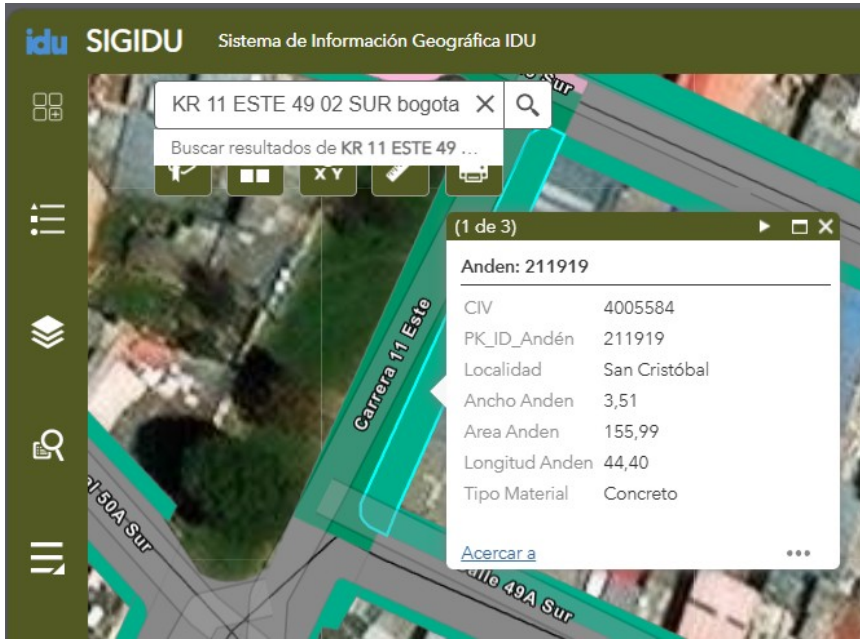 idu SIGIDU Sistema de Información Geográfica IDU
KR 11 ESTE 49 02 SUR bogota
Buscar resultados de KR 11 ESTE 49 ...
X Y
Sur
(1 de 3)
Anden: 211919
CIV 4005584
PK_ID_Andén 211919
Localidad San Cristóbal
Ancho Anden 3,51
Area Anden 155,99
Longitud Anden 44,40
Tipo Material Concreto
Acercar a
Carrera 11 Este
50A Sur
alle 49A Sur